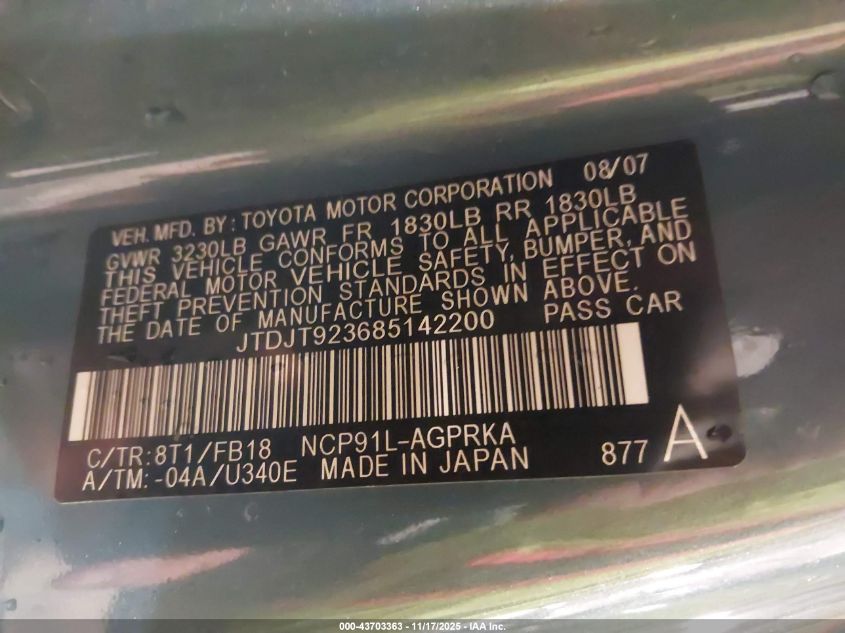 VEH. MFD. BY: TOYOTA MOTOR CORPORATION 08/07
GVWR 3230LB GAWR FR 1830LB RR 1830LB
THIS VEHICLE CONFORMS TO ALL APPLICABLE
FEDERAL MOTOR VEHICLE SAFETY, BUMPER, AND
THEFT PREVENTION STANDARDS IN EFFECT ON
THE DATE OF MANUFACTURE SHOWN ABOVE.
JTDJT923685142200 PASS CAR
C/TR: 8T1/FB18 NCP91L-AGPRKA
A/TM: -04A/U340E MADE IN JAPAN 877 A
000-43703363 - 11/17/2025 - IAA Inc.